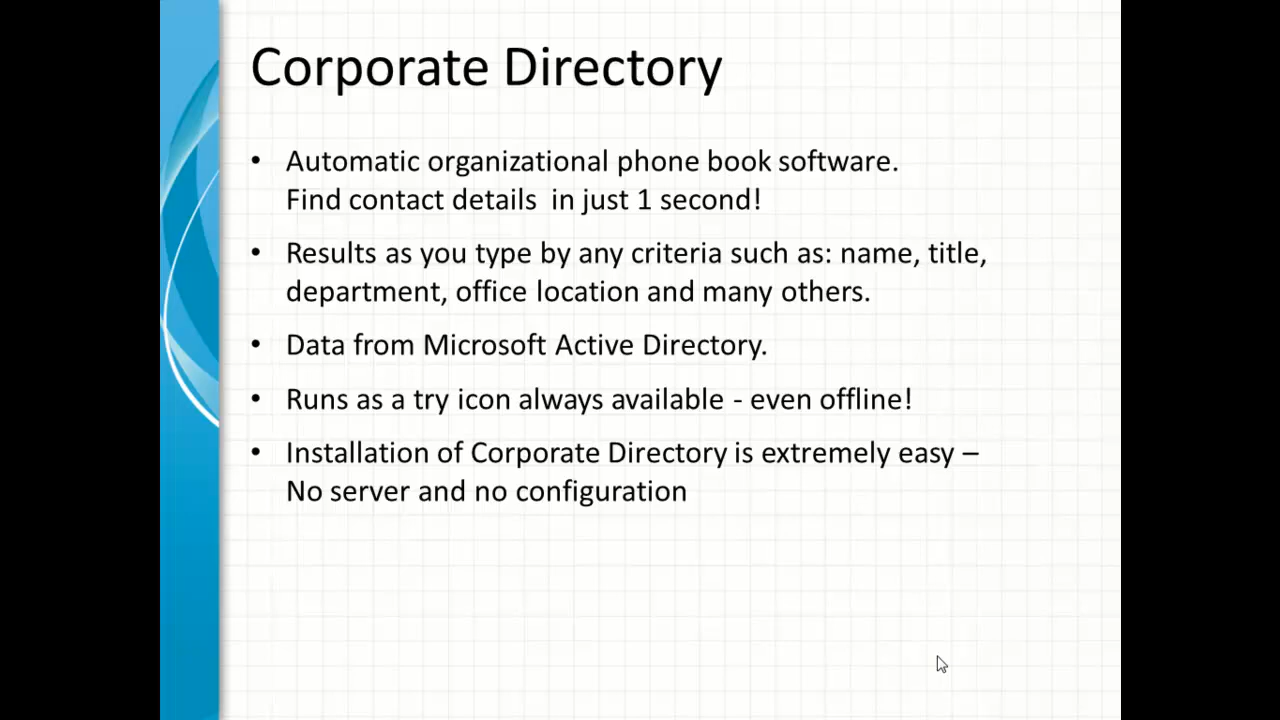 Corporate Directory
• Automatic organizational phone book software.
Find contact details  in just 1 second!
• Results as you type by any criteria such as: name, title,
department, office location and many others.
• Data from Microsoft Active Directory.
• Runs as a try icon always available - even offline!
• Installation of Corporate Directory is extremely easy –
No server and no configuration